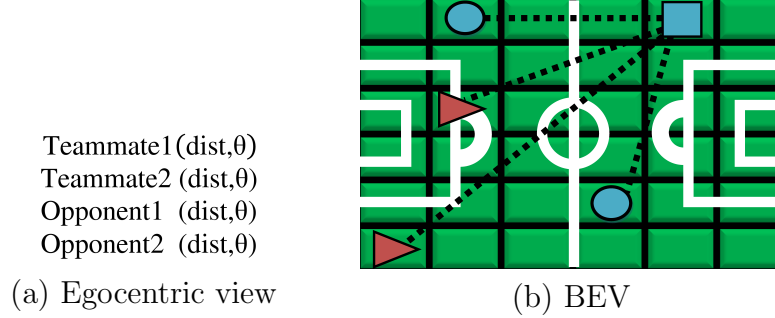 Teammate1(dist,θ)
Teammate2 (dist,θ)
Opponent1 (dist,θ)
Opponent2 (dist,θ)
(a) Egocentric view
(b) BEV